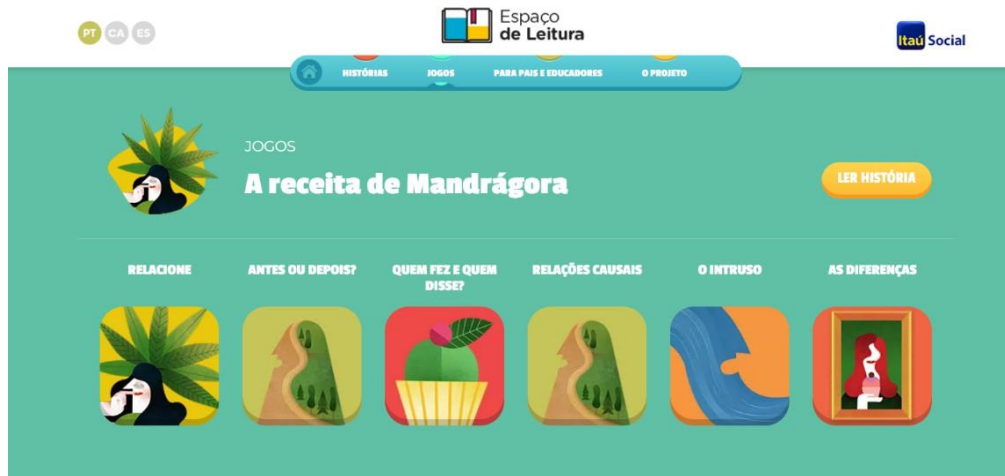 PT CA ES
Espaço
de Leitura
Itaú Social
HISTÓRIAS JOGOS PARA PAIS E EDUCADORES O PROJETO
JOGOS
A receita de Mandrágora
LER HISTÓRIA
RELACIONE
ANTES OU DEPOIS?
QUEM FEZ E QUEM
DISSE?
RELAÇÕES CAUSAIS
O INTRUSO
AS DIFERENÇAS